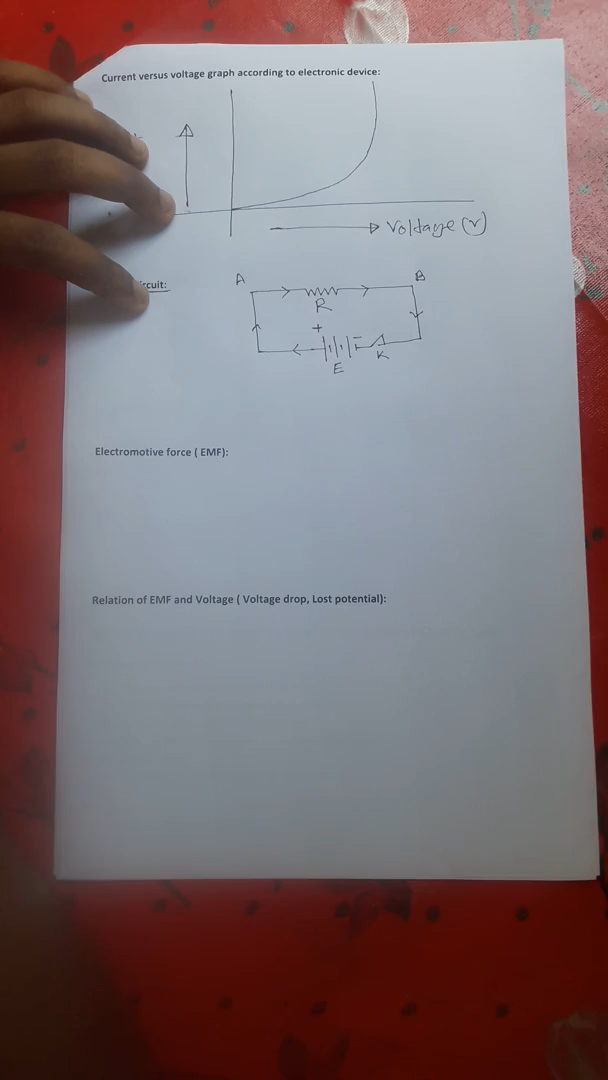 Current versus voltage graph according to electronic device:
Voltage (v)
A
B
R
+
K
E
Electromotive force ( EMF):
Relation of EMF and Voltage ( Voltage drop, Lost potential):